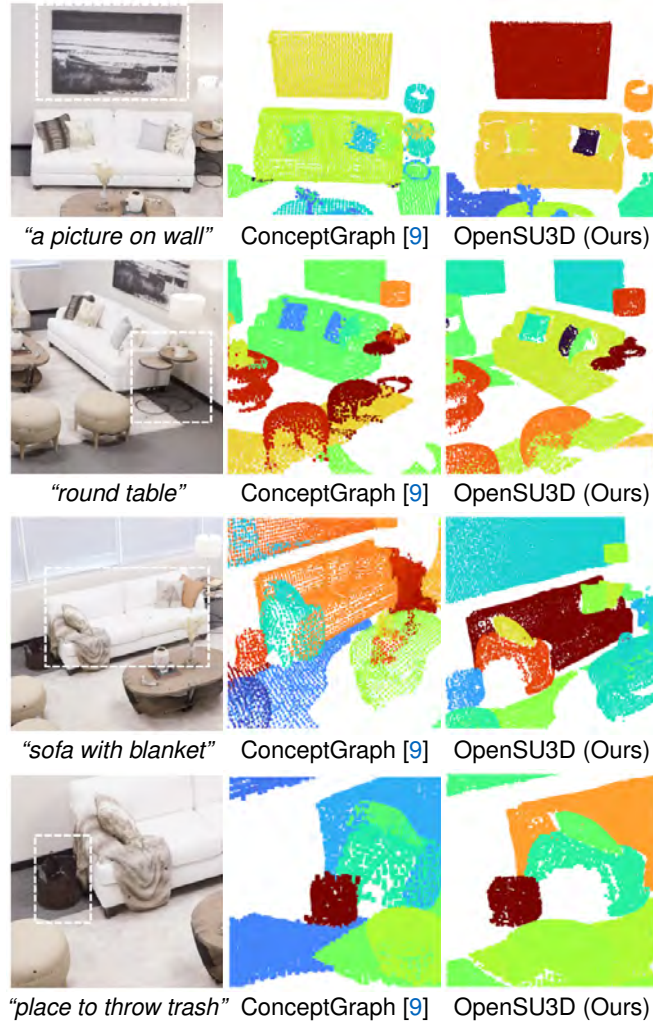 "a picture on wall" ConceptGraph [9] OpenSU3D (Ours)
"round table" ConceptGraph [9] OpenSU3D (Ours)
"sofa with blanket" ConceptGraph [9] OpenSU3D (Ours)
"place to throw trash" ConceptGraph [9] OpenSU3D (Ours)